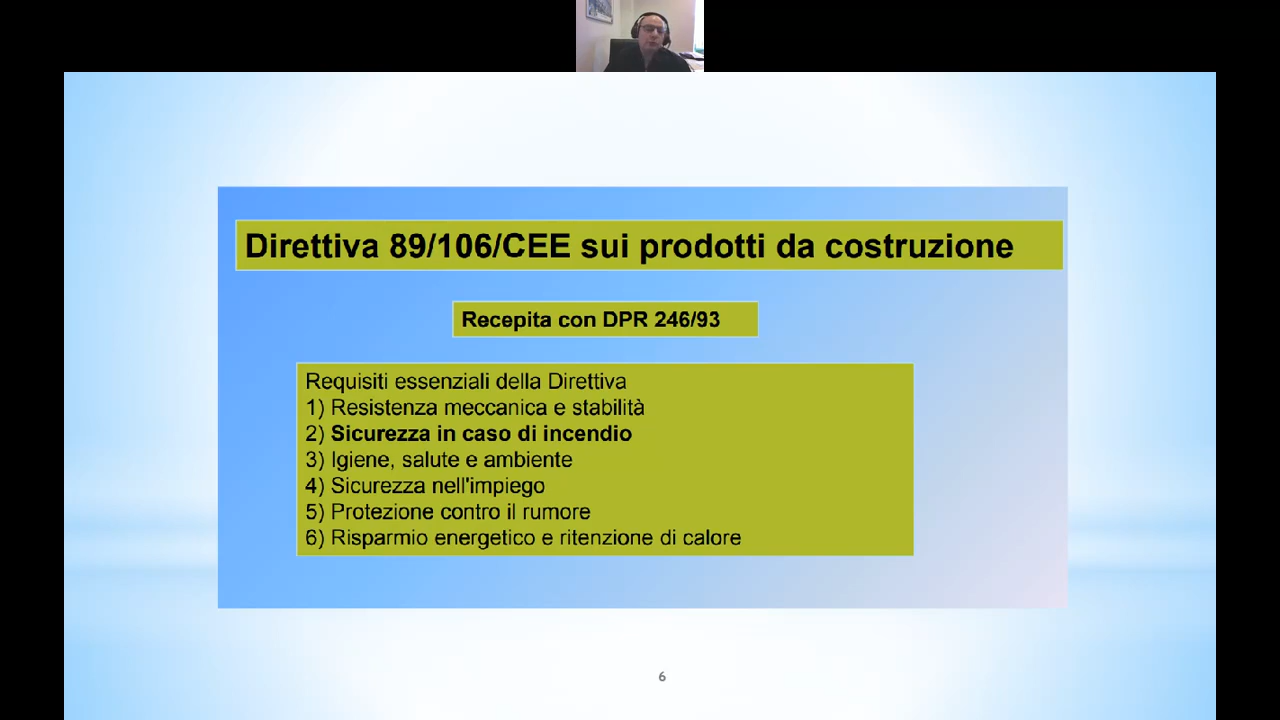 Direttiva 89/106/CEE sui prodotti da costruzione
Recepita con DPR 246/93
Requisiti essenziali della Direttiva
1) Resistenza meccanica e stabilità
2) Sicurezza in caso di incendio
3) Igiene, salute e ambiente
4) Sicurezza nell'impiego
5) Protezione contro il rumore
6) Risparmio energetico e ritenzione di calore
6